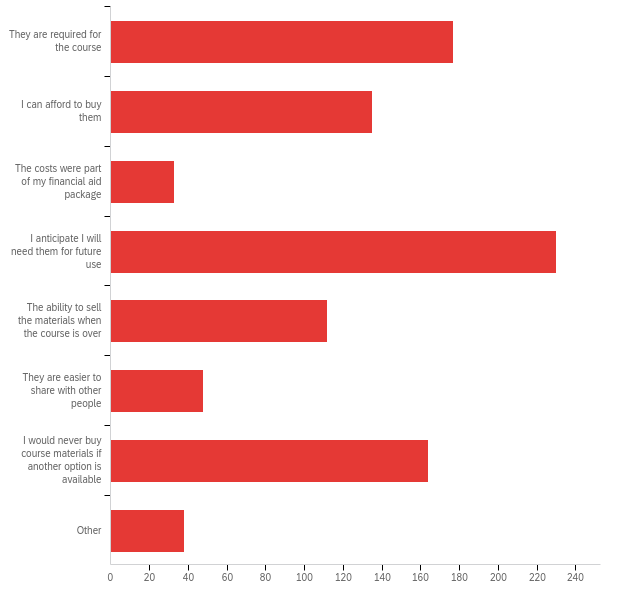 They are required for
the course
I can afford to buy
them
The costs were part
of my financial aid
package
I anticipate I will
need them for future
use
The ability to sell
the materials when
the course is over
They are easier to
share with other
people
I would never buy
course materials if
another option is
available
Other
0 20 40 60 80 100 120 140 160 180 200 220 240